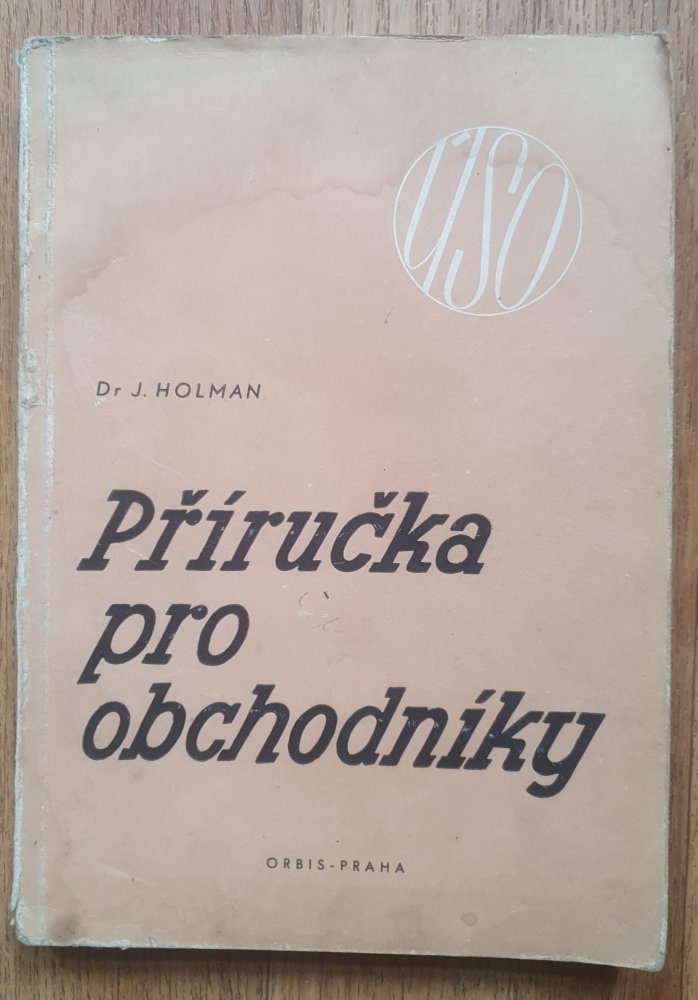 ÚSO
Dr J. HOLMAN
Příručka
pro
obchodníky
ORBIS-PRAHA